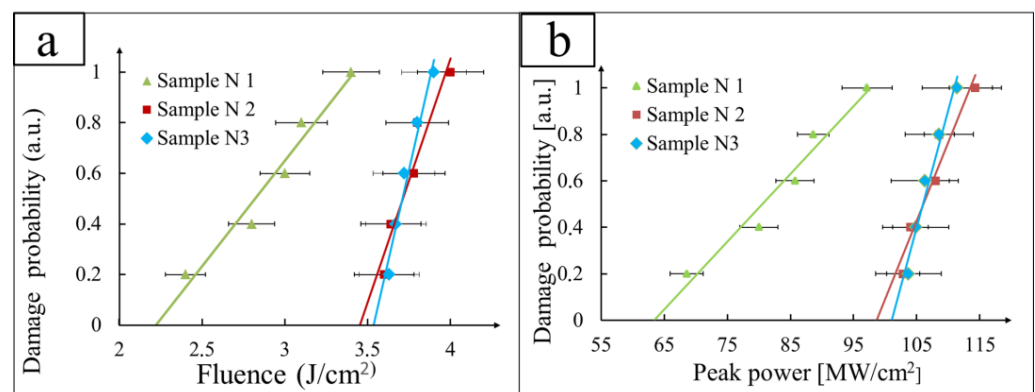 a
Damage probability (a.u.)
1
0.8
0.6
0.4
0.2
0
Sample N 1
Sample N 2
Sample N3
2
2.5
3
3.5
4
Fluence (J/cm²⁾
b
Damage probability [a.u.]
1
0.8
0.6
0.4
0.2
0
Sample N 1
Sample N 2
Sample N3
55
65
75
85
95
105
115
Peak power [MW/cm²]